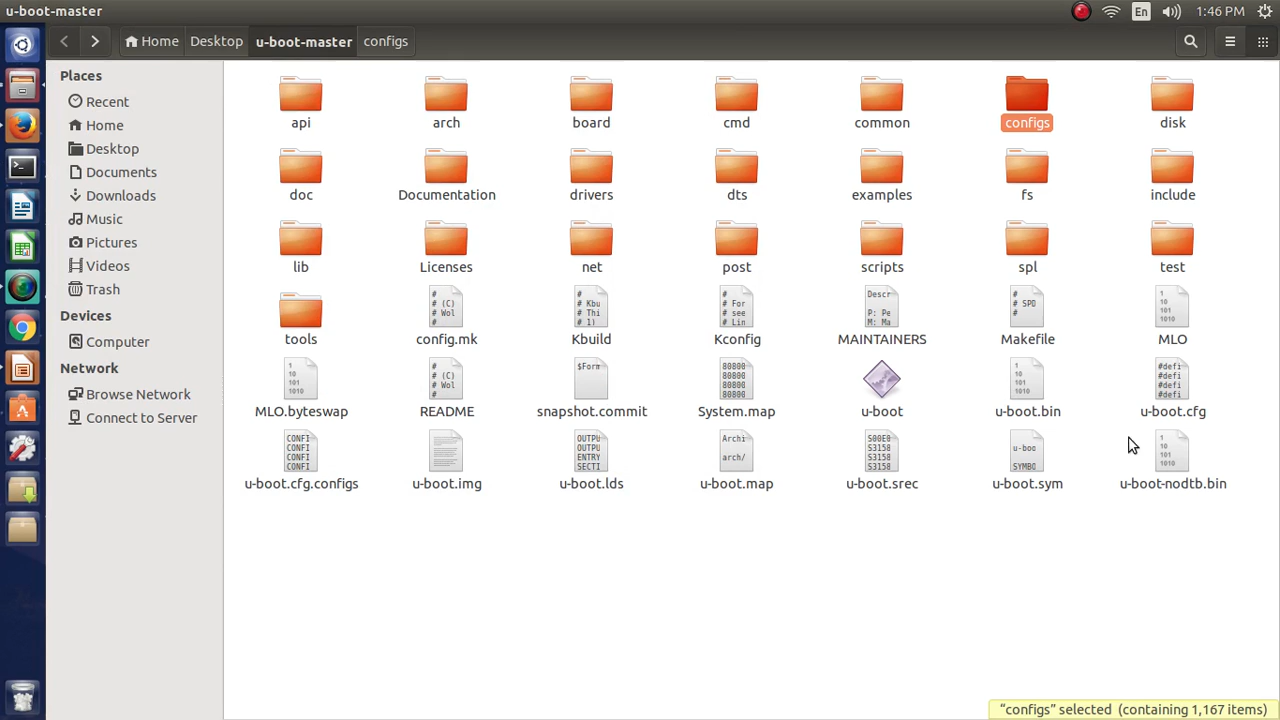 u-boot-master
En
1:46 PM
Home
Desktop
u-boot-master
configs
Places
Recent
Home
Desktop
Documents
Downloads
Music
Pictures
Videos
Trash
Devices
Computer
Network
Browse Network
Connect to Server
api
arch
board
cmd
common
configs
disk
doc
Documentation
drivers
dts
examples
fs
include
lib
Licenses
net
post
scripts
spl
test
tools
config.mk
Kbuild
Kconfig
MAINTAINERS
Makefile
MLO
MLO.byteswap
README
snapshot.commit
System.map
u-boot
u-boot.bin
u-boot.cfg
u-boot.cfg.configs
u-boot.img
u-boot.lds
u-boot.map
u-boot.srec
u-boot.sym
u-boot-nodtb.bin
“configs” selected (containing 1,167 items)